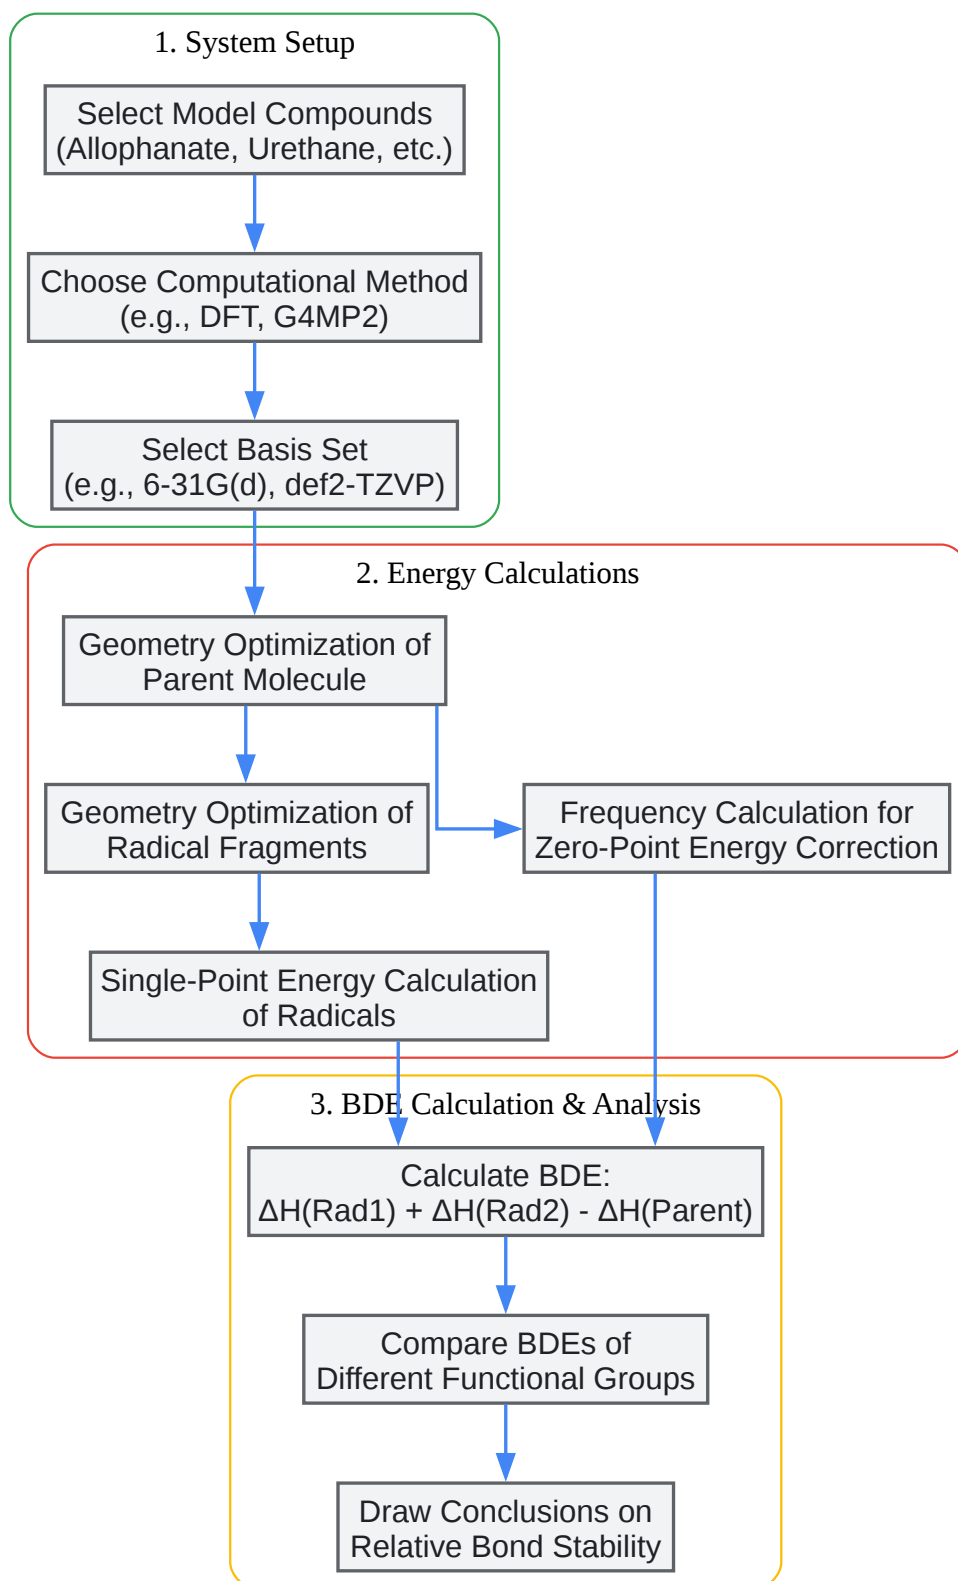 1. System Setup
Select Model Compounds
(Allophanate, Urethane, etc.)
Choose Computational Method
(e.g., DFT, G4MP2)
Select Basis Set
(e.g., 6-31G(d), def2-TZVP)
2. Energy Calculations
Geometry Optimization of
Parent Molecule
Geometry Optimization of
Radical Fragments
Frequency Calculation for
Zero-Point Energy Correction
Single-Point Energy Calculation
of Radicals
3. BDE Calculation & Analysis
Calculate BDE:
ΔH(Rad1) + ΔH(Rad2) - ΔH(Parent)
Compare BDEs of
Different Functional Groups
Draw Conclusions on
Relative Bond Stability